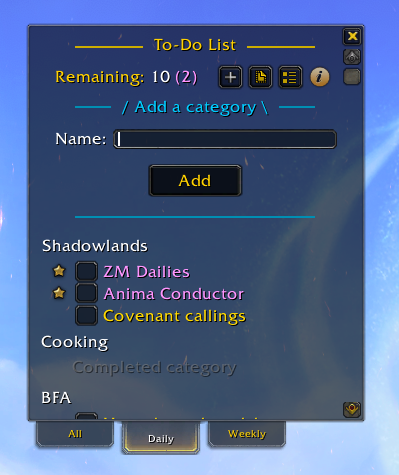 To-Do List
Remaining: 10 (2)
/ Add a category \
Name:
Add
Shadowlands
ZM Dailies
Anima Conductor
Covenant callings
Cooking
Completed category
BFA
All
Daily
Weekly